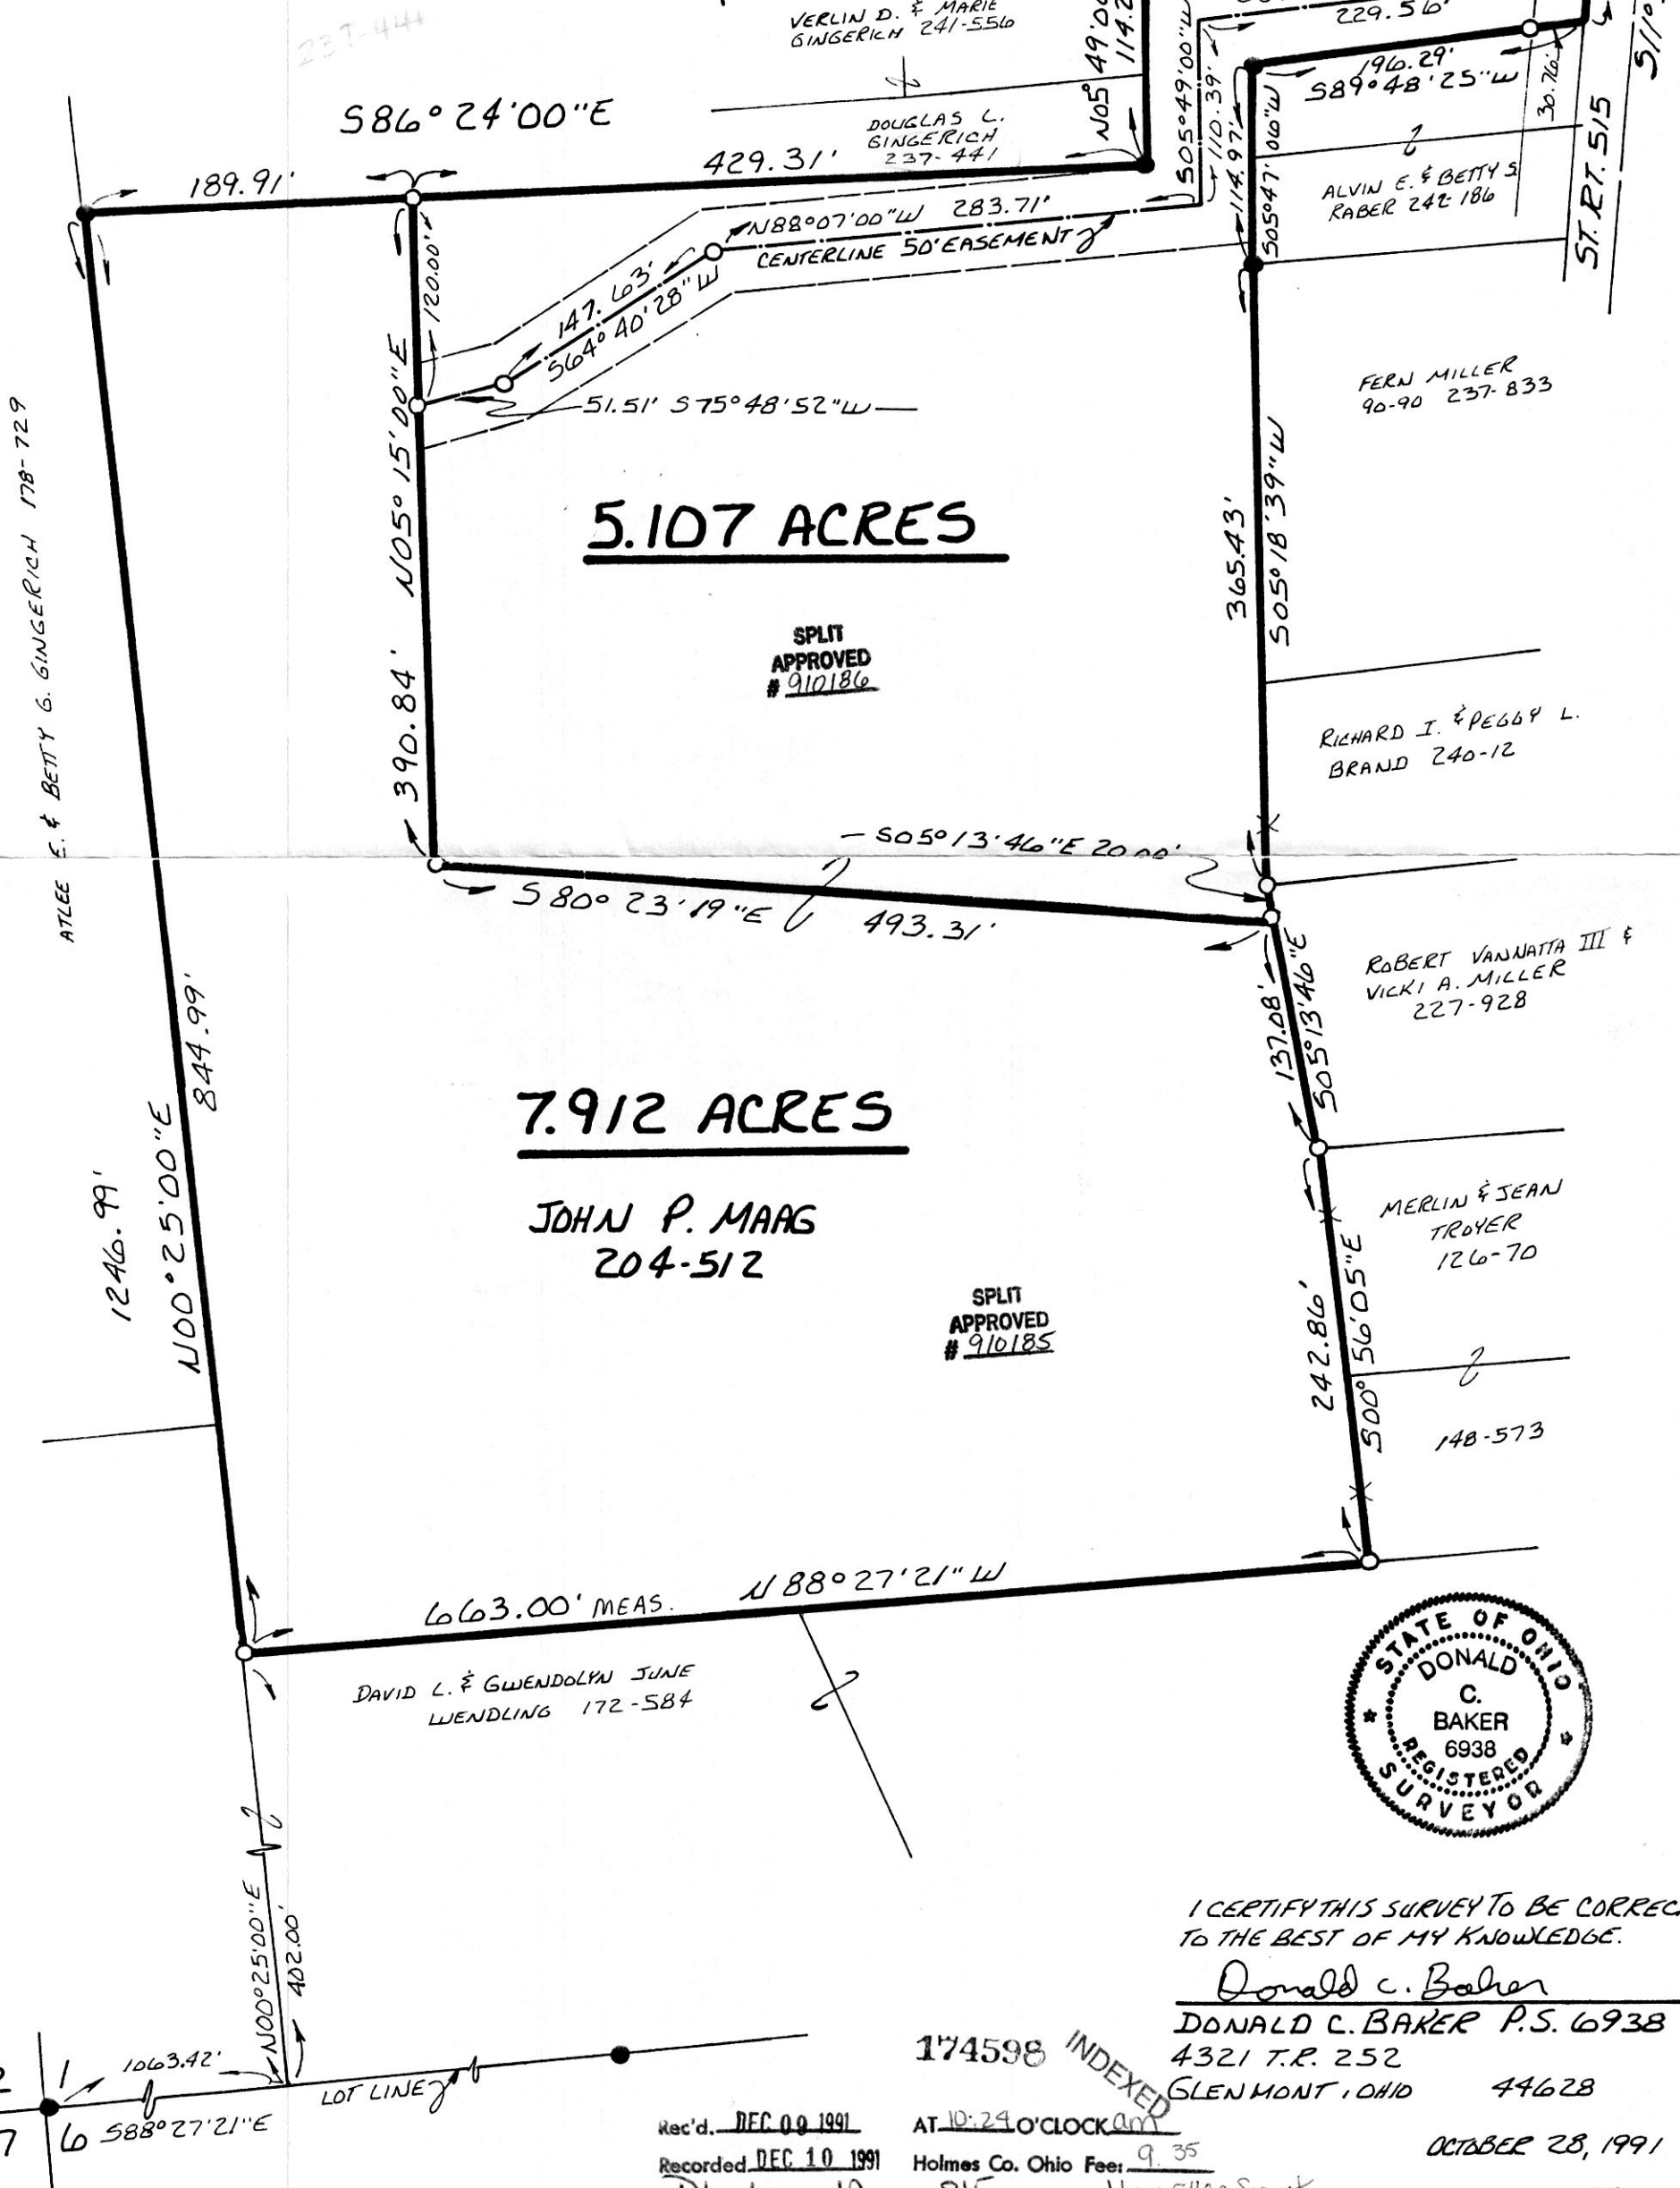 237-444
VERLIN D. & MARIE
GINGERICH 241-556
229.56'
S86°24'00"E
DOUGLAS L.
GINGERICH
237-441
S05°49'00"W
110.39'
114.97'
S05°47'06"W
196.29'
S89°48'25"W
30.76'
ST. RT. 515
189.91'
429.31'
ALVIN E. & BETTY S.
RABER 242-186
N88°07'00"W 283.71'
CENTERLINE 50' EASEMENT
120.00'
147.63'
S64°40'28"W
51.51' S75°48'52"W
FERN MILLER
90-90 237-833
ATLEE E. & BETTY G. GINGERICH 178-729
390.84' N05°15'00"E
5.107 ACRES
SPLIT
APPROVED
# 910186
365.43'
S05°18'39"W
RICHARD I. & PEGGY L.
BRAND 240-12
S05°13'46"E 20.00'
S80°23'19"E 493.31'
ROBERT VANNATTA III &
VICKI A. MILLER
227-928
137.08'
S05°13'46"E
1246.99'
N00°25'00"E
844.99'
7.912 ACRES
JOHN P. MAAG
204-512
MERLIN & JEAN
TROYER
126-70
SPLIT
APPROVED
# 910185
242.86'
S00°56'05"E
148-573
663.00' MEAS. N88°27'21"W
DAVID L. & GWENDOLYN JUNE
WENDLING 172-584
STATE OF OHIO
DONALD
C.
BAKER
6938
REGISTERED
SURVEYOR
N00°25'00"E
402.00'
I CERTIFY THIS SURVEY TO BE CORREC
TO THE BEST OF MY KNOWLEDGE.
Donald C. Baker
DONALD C. BAKER P.S. 6938
4321 T.R. 252
GLENMONT, OHIO 44628
OCTOBER 28, 1991
1
1063.42'
7
6
S88°27'21"E
LOT LINE
174598
INDEXED
Rec'd. DEC 09 1991 AT 10:24 O'CLOCK am
Recorded DEC 10 1991 Holmes Co. Ohio Fee: 9.35